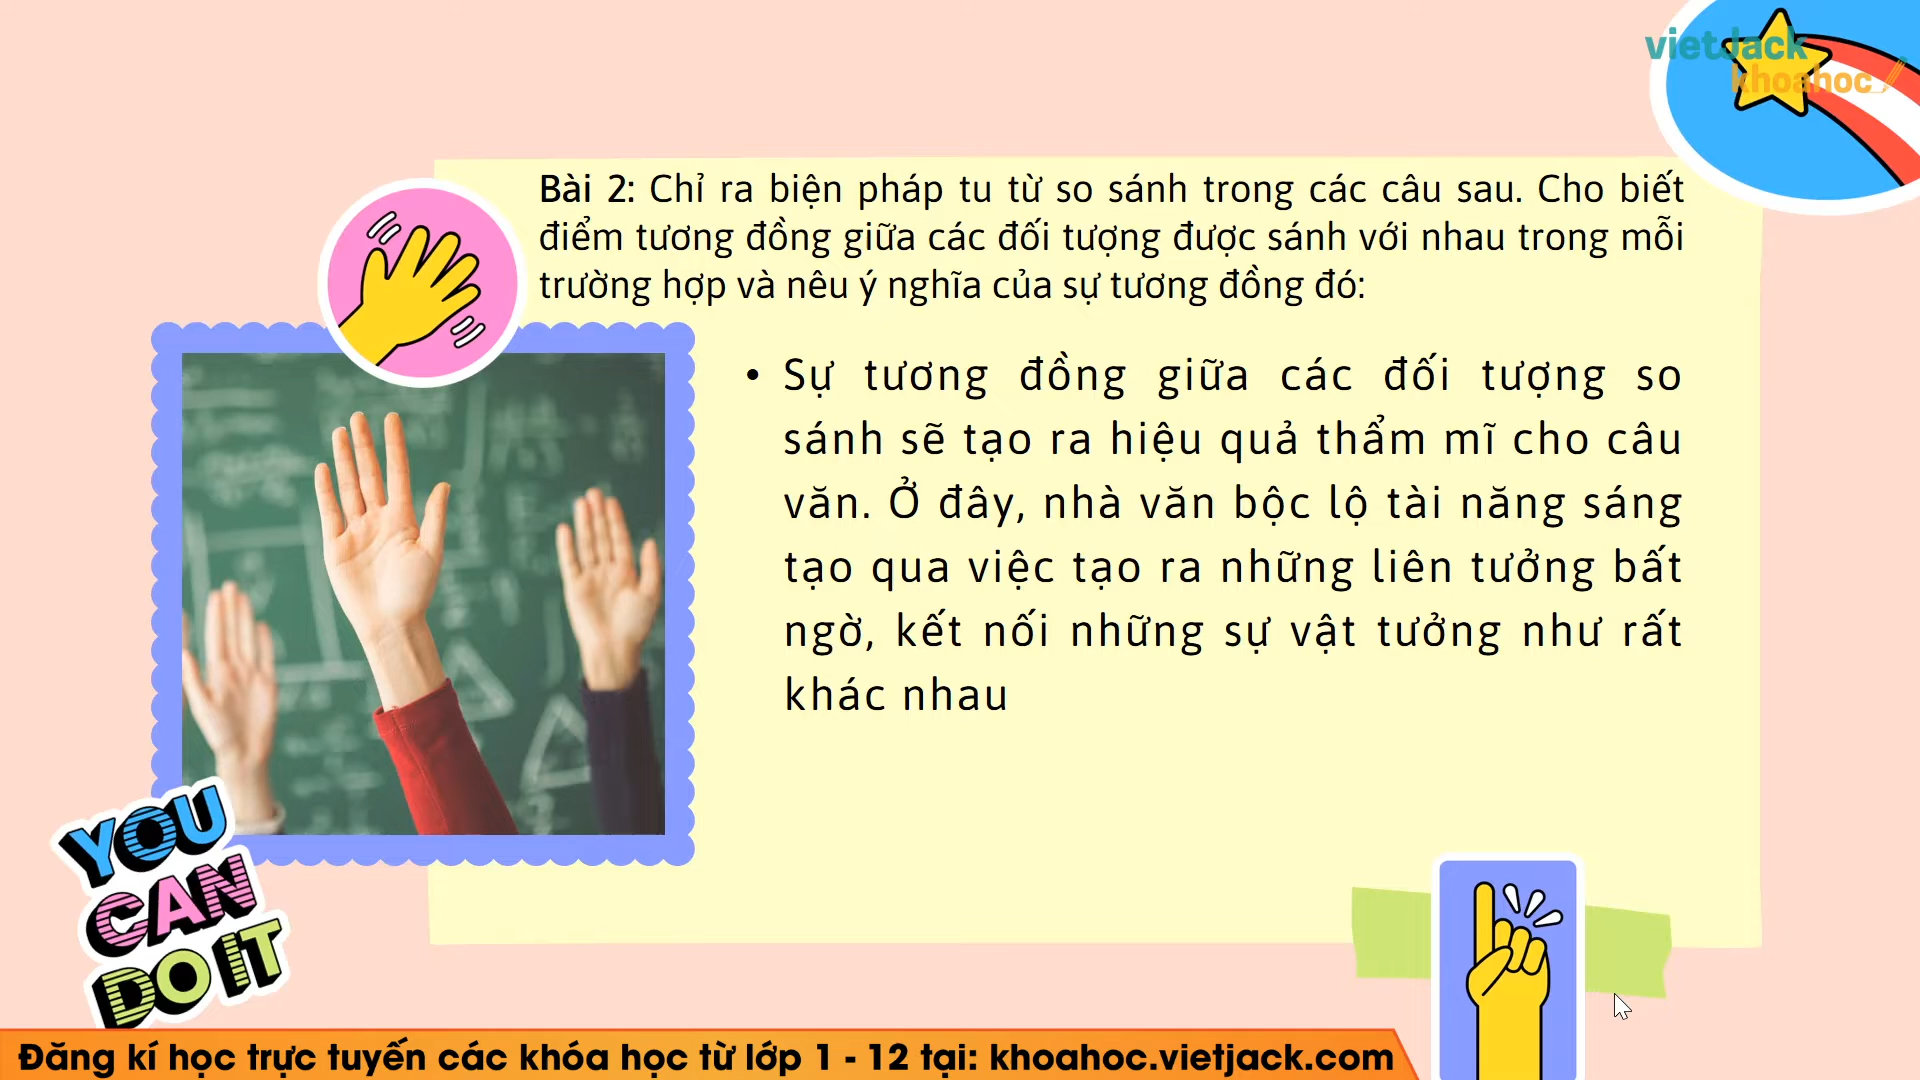 vietJack
khoahoc
Bài 2: Chỉ ra biện pháp tu từ so sánh trong các câu sau. Cho biết
điểm tương đồng giữa các đối tượng được sánh với nhau trong mỗi
trường hợp và nêu ý nghĩa của sự tương đồng đó:
• Sự tương đồng giữa các đối tượng so
sánh sẽ tạo ra hiệu quả thẩm mĩ cho câu
văn. Ở đây, nhà văn bộc lộ tài năng sáng
tạo qua việc tạo ra những liên tưởng bất
ngờ, kết nối những sự vật tưởng như rất
khác nhau
YOU
CAN
DO IT
Đăng kí học trực tuyến các khóa học từ lớp 1 - 12 tại: khoahoc.vietjack.com